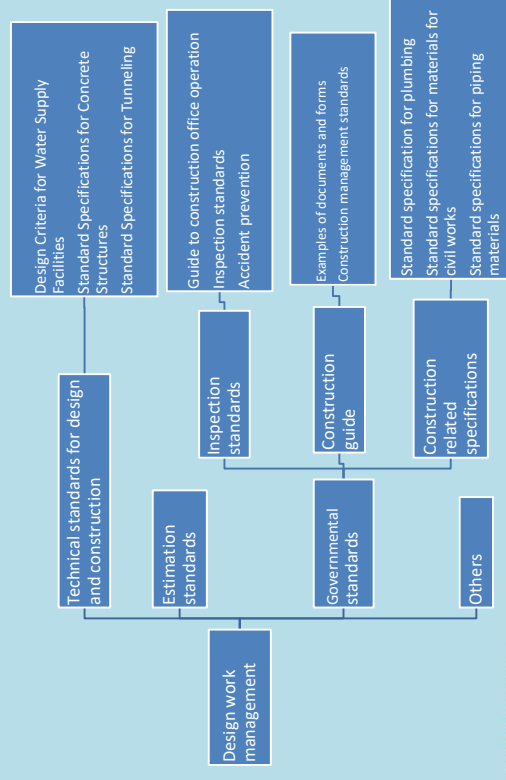 Design work
management
Technical standards for design
and construction
Design Criteria for Water Supply
Facilities
Standard Specifications for Concrete
Structures
Standard Specifications for Tunneling
Estimation
standards
Governmental
standards
Inspection
standards
Guide to construction office operation
Inspection standards
Accident prevention
Construction
guide
Examples of documents and forms
Construction management standards
Construction
related
specifications
Standard specification for plumbing
Standard specifications for materials for
civil works
Standard specifications for piping
materials
Others